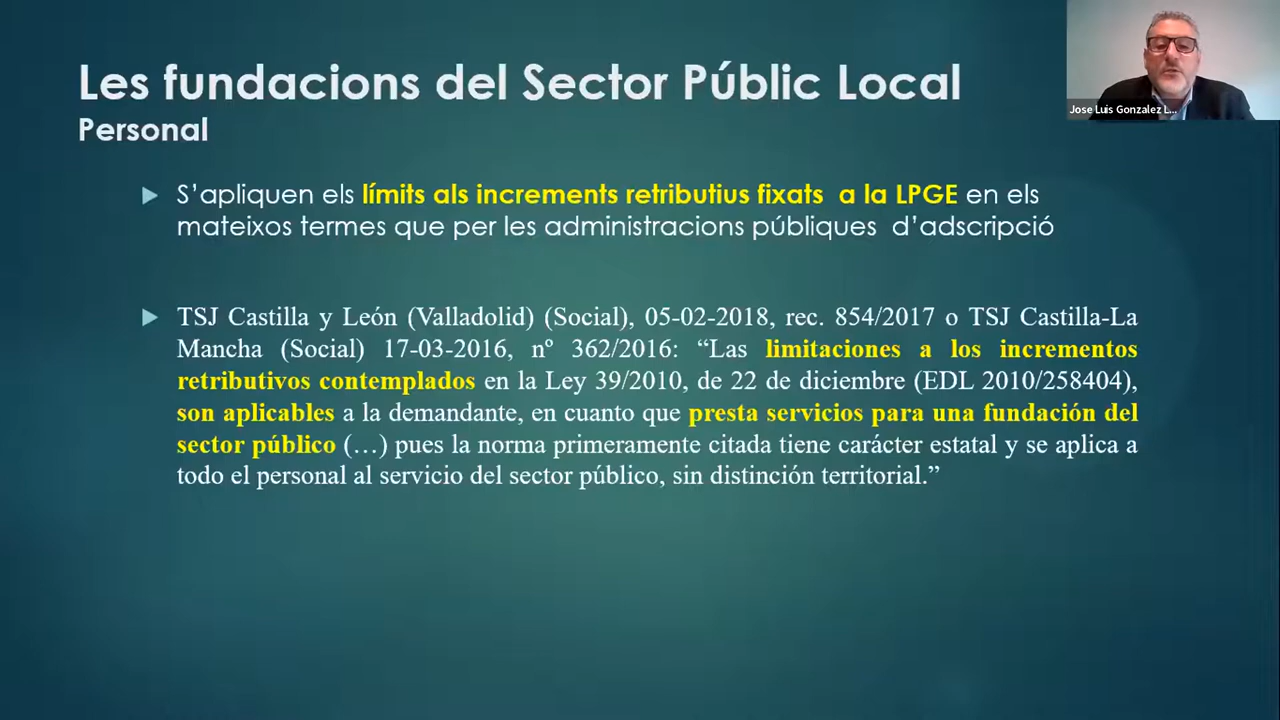 Les fundacions del Sector Públic Local
Personal
S’apliquen els límits als increments retributius fixats a la LPGE en els
mateixos termes que per les administracions públiques d’adscripció
TSJ Castilla y León (Valladolid) (Social), 05-02-2018, rec. 854/2017 o TSJ Castilla-La
Mancha (Social) 17-03-2016, nº 362/2016: “Las limitaciones a los incrementos
retributivos contemplados en la Ley 39/2010, de 22 de diciembre (EDL 2010/258404),
son aplicables a la demandante, en cuanto que presta servicios para una fundación del
sector público (…) pues la norma primeramente citada tiene carácter estatal y se aplica a
todo el personal al servicio del sector público, sin distinción territorial.”
Jose Luis Gonzalez L...